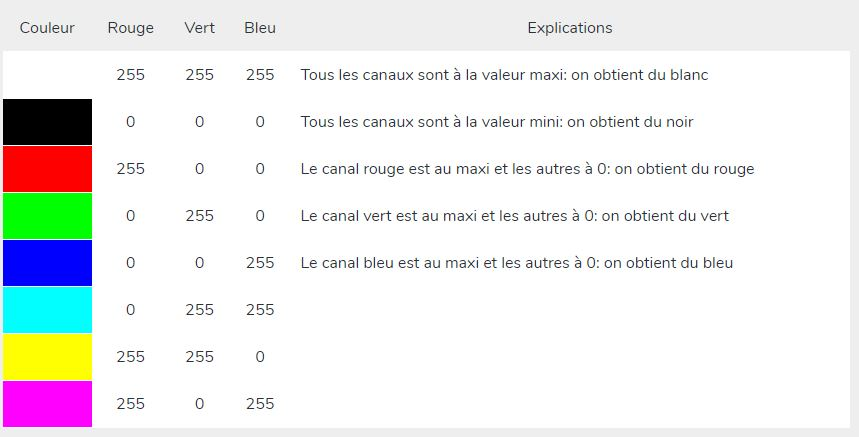 Couleur Rouge Vert Bleu Explications
255 255 255 Tous les canaux sont à la valeur maxi: on obtient du blanc
0 0 0 Tous les canaux sont à la valeur mini: on obtient du noir
255 0 0 Le canal rouge est au maxi et les autres à 0: on obtient du rouge
0 255 0 Le canal vert est au maxi et les autres à 0: on obtient du vert
0 0 255 Le canal bleu est au maxi et les autres à 0: on obtient du bleu
0 255 255
255 255 0
255 0 255